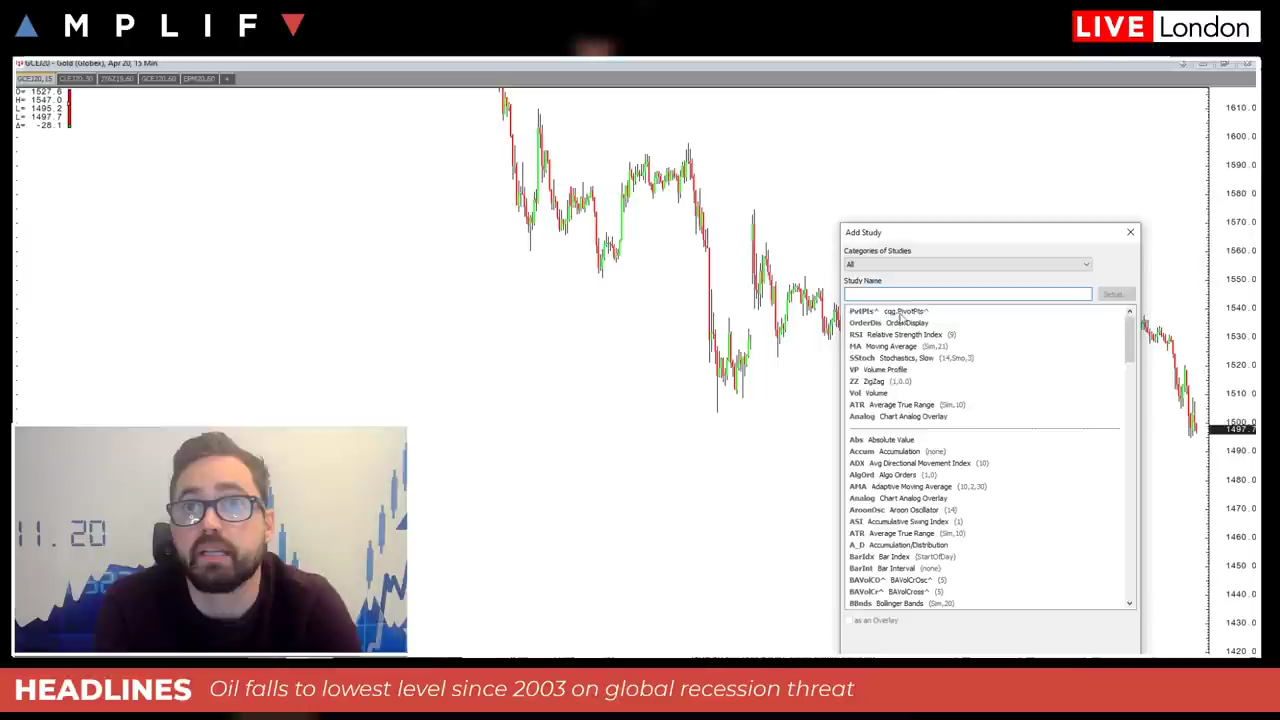 ▲ M P L I F ▼
LIVE London
GCEJ20 - Gold (Globex), Apr 20, 15 Min
GCEJ20,15 CLEJ20,30 GCEJ20,60 EPM20,60 +
O= 1527.6
H= 1547.0
L= 1495.2
L= 1497.7
Δ= -28.1
1610.0
1600.0
1590.0
1580.0
1570.0
1560.0
1550.0
1540.0
1530.0
1520.0
1510.0
1500.0
1497.7
1490.0
1480.0
1470.0
1460.0
1450.0
1440.0
1430.0
1420.0
Add Study
Categories of Studies
All
Study Name
Setup...
PvtPts^ cqg.PivotPts^
OrderDis OrderDisplay
RSI Relative Strength Index (9)
MA Moving Average (Sim,21)
SStoch Stochastics, Slow (14,Smo,3)
VP Volume Profile
ZZ ZigZag (1,0.0)
Vol Volume
ATR Average True Range (Sim,10)
Analog Chart Analog Overlay
Abs Absolute Value
Accum Accumulation (none)
ADX Avg Directional Movement Index (10)
AlgOrd Algo Orders (1,0)
AMA Adaptive Moving Average (10,2,30)
Analog Chart Analog Overlay
AroonOsc Aroon Oscillator (14)
ASI Accumulative Swing Index (1)
ATR Average True Range (Sim,10)
A_D Accumulation/Distribution
BarIdx Bar Index (StartOfDay)
BarInt Bar Interval (none)
BAVolCO^ BAVolCrOsc^ (5)
BAVolCr^ BAVolCross^ (5)
BBnds Bolinger Bands (Sim,20)
as an Overlay
11.20
HEADLINES Oil falls to lowest level since 2003 on global recession threat